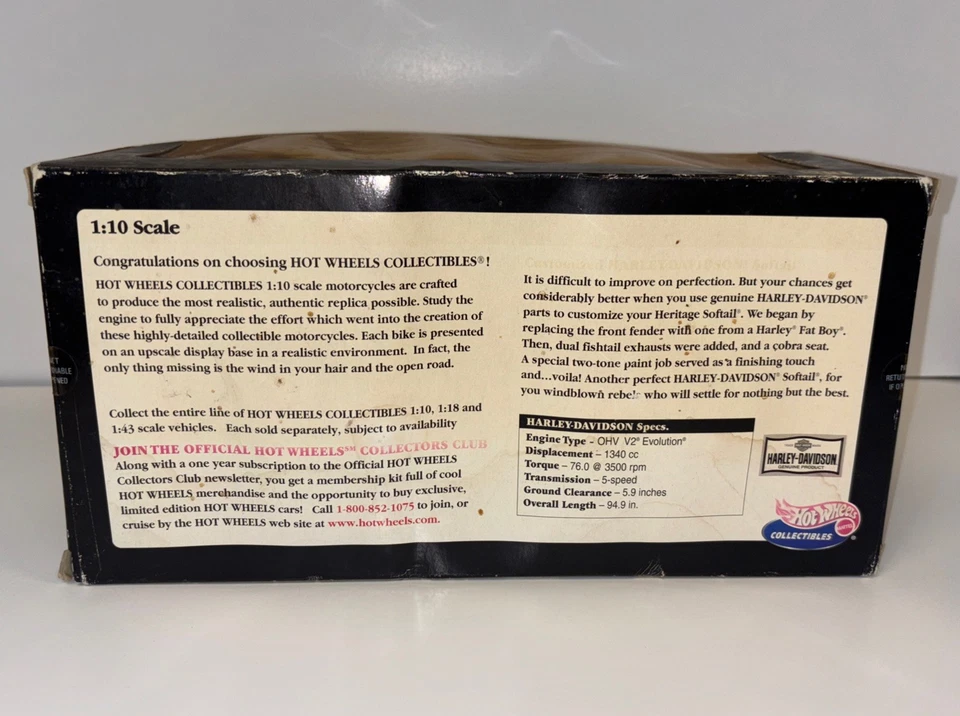 1:10 Scale
Congratulations on choosing HOT WHEELS COLLECTIBLES®!
HOT WHEELS COLLECTIBLES 1:10 scale motorcycles are crafted
to produce the most realistic, authentic replica possible. Study the
engine to fully appreciate the effort which went into the creation of
these highly-detailed collectible motorcycles. Each bike is presented
on an upscale display base in a realistic environment. In fact, the
only thing missing is the wind in your hair and the open road.
Collect the entire line of HOT WHEELS COLLECTIBLES 1:10, 1:18 and
1:43 scale vehicles. Each sold separately, subject to availability
JOIN THE OFFICIAL HOT WHEELS℠ COLLECTORS CLUB
Along with a one year subscription to the Official HOT WHEELS
Collectors Club newsletter, you get a membership kit full of cool
HOT WHEELS merchandise and the opportunity to buy exclusive,
limited edition HOT WHEELS cars! Call 1-800-852-1075 to join, or
cruise by the HOT WHEELS web site at www.hotwheels.com.
Customized HARLEY-DAVIDSON® Softail®
It is difficult to improve on perfection. But your chances get
considerably better when you use genuine HARLEY-DAVIDSON®
parts to customize your Heritage Softail®. We began by
replacing the front fender with one from a Harley® Fat Boy®.
Then, dual fishtail exhausts were added, and a cobra seat.
A special two-tone paint job served as a finishing touch
and...voila! Another perfect HARLEY-DAVIDSON® Softail®, for
you windblown rebels who will settle for nothing but the best.
HARLEY-DAVIDSON Specs.
Engine Type – OHV V2® Evolution®
Displacement – 1340 cc
Torque – 76.0 @ 3500 rpm
Transmission – 5-speed
Ground Clearance – 5.9 inches
Overall Length – 94.9 in.
HARLEY-DAVIDSON
GENUINE PRODUCT
Hot Wheels
MATTEL
COLLECTIBLES ®